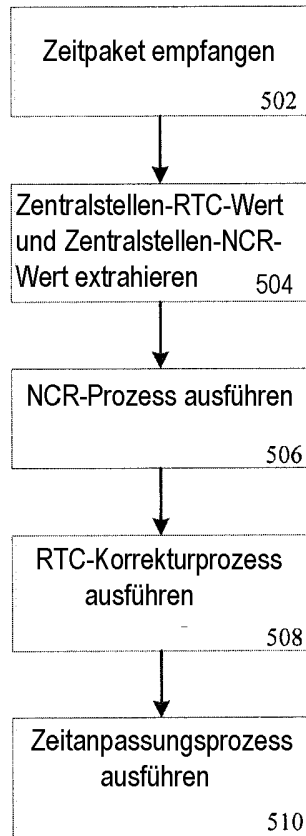 Zeitpaket empfangen
502
Zentralstellen-RTC-Wert
und Zentralstellen-NCR-
Wert extrahieren
504
NCR-Prozess ausführen
506
RTC-Korrekturprozess
ausführen
508
Zeitanpassungsprozess
ausführen
510